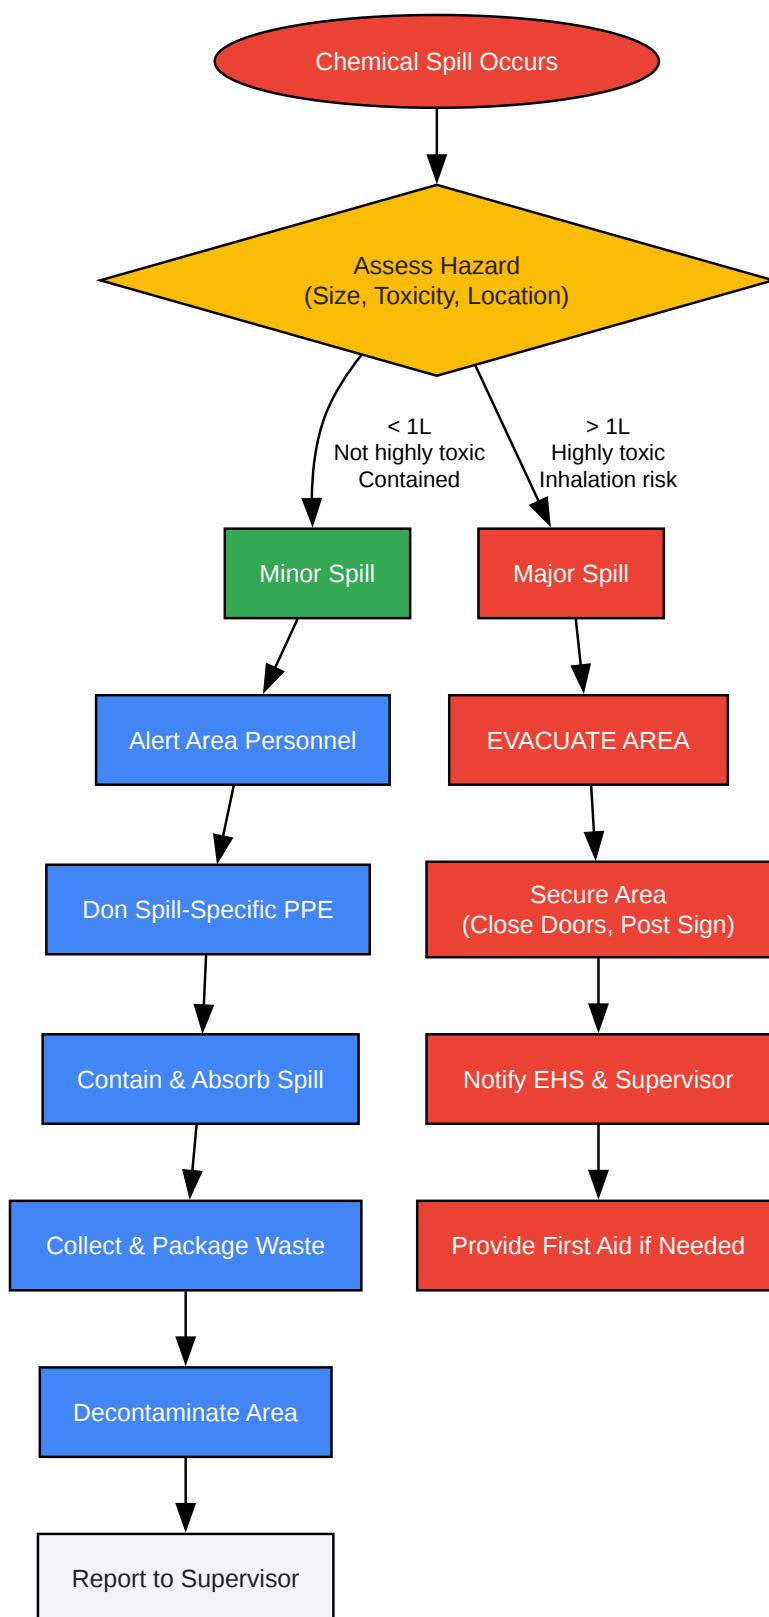 Chemical Spill Occurs
Assess Hazard
(Size, Toxicity, Location)
< 1L
Not highly toxic
Contained
> 1L
Highly toxic
Inhalation risk
Minor Spill
Major Spill
Alert Area Personnel
EVACUATE AREA
Don Spill-Specific PPE
Secure Area
(Close Doors, Post Sign)
Contain & Absorb Spill
Notify EHS & Supervisor
Collect & Package Waste
Provide First Aid if Needed
Decontaminate Area
Report to Supervisor